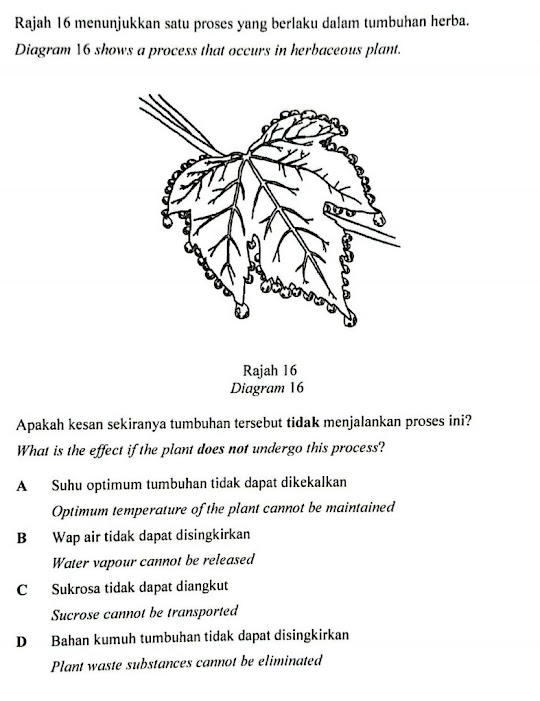 Rajah 16 menunjukkan satu proses yang berlaku dalam tumbuhan herba.
Diagram 16 shows a process that occurs in herbaceous plant.
Rajah 16
Diagram 16
Apakah kesan sekiranya tumbuhan tersebut tidak menjalankan proses ini?
What is the effect if the plant does not undergo this process?
A Suhu optimum tumbuhan tidak dapat dikekalkan
Optimum temperature of the plant cannot be maintained
B Wap air tidak dapat disingkirkan
Water vapour cannot be released
C Sukrosa tidak dapat diangkut
Sucrose cannot be transported
D Bahan kumuh tumbuhan tidak dapat disingkirkan
Plant waste substances cannot be eliminated